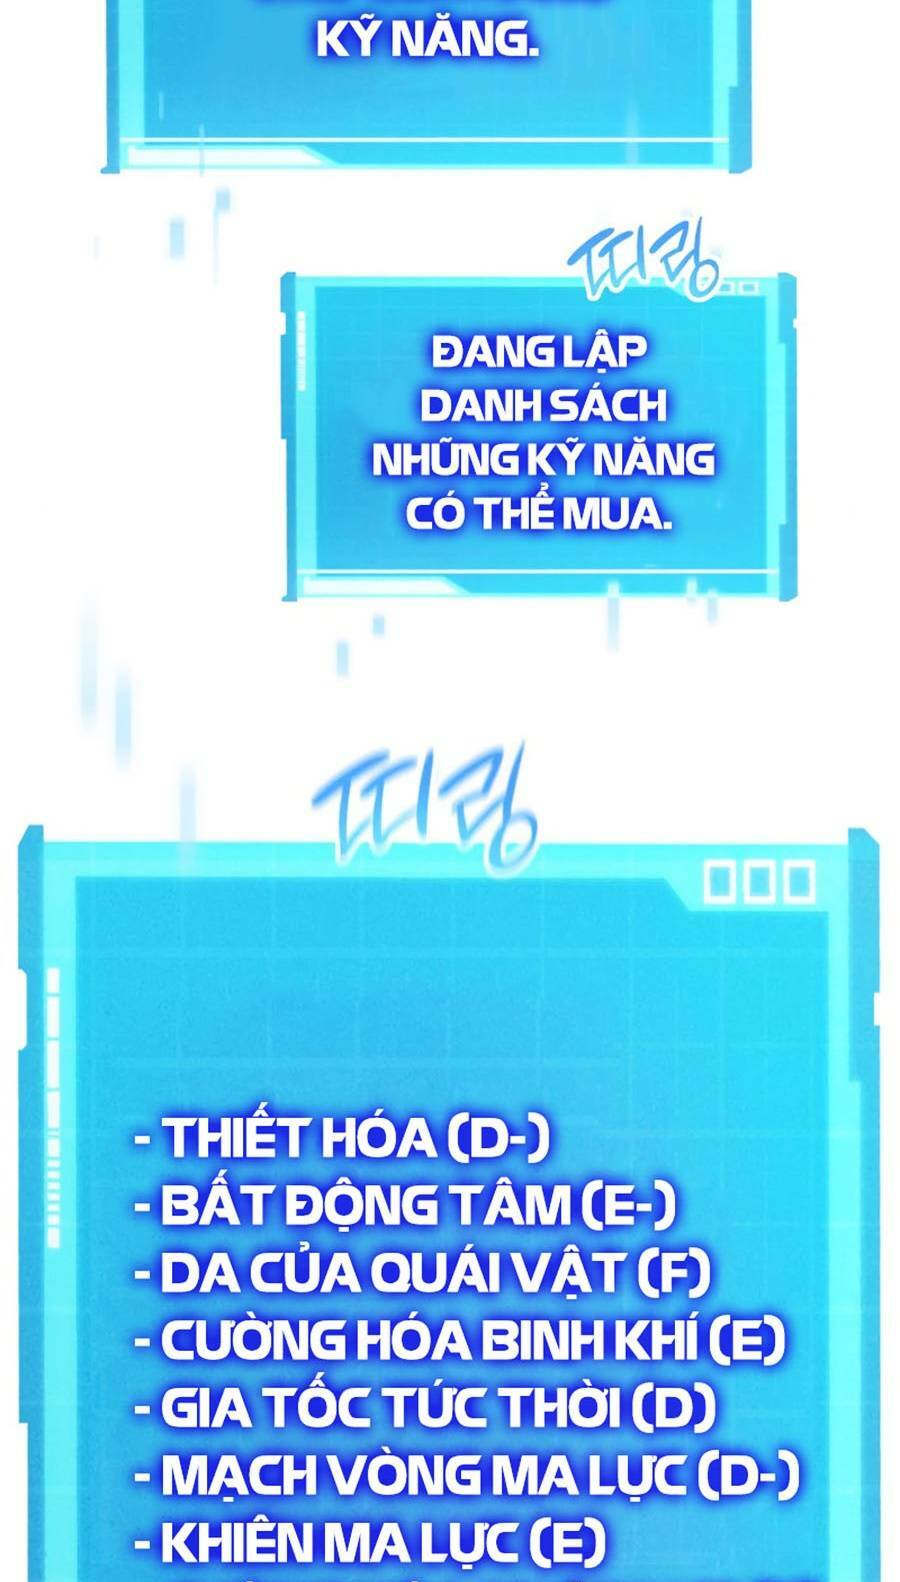 KỸ NĂNG.
띠링
ĐANG LẬP
DANH SÁCH
NHỮNG KỸ NĂNG
CÓ THỂ MUA.
띠링
- THIẾT HÓA (D-)
- BẤT ĐỘNG TÂM (E-)
- DA CỦA QUÁI VẬT (F)
- CƯỜNG HÓA BINH KHÍ (E)
- GIA TỐC TỨC THỜI (D)
- MẠCH VÒNG MA LỰC (D-)
- KHIÊN MA LỰC (E)